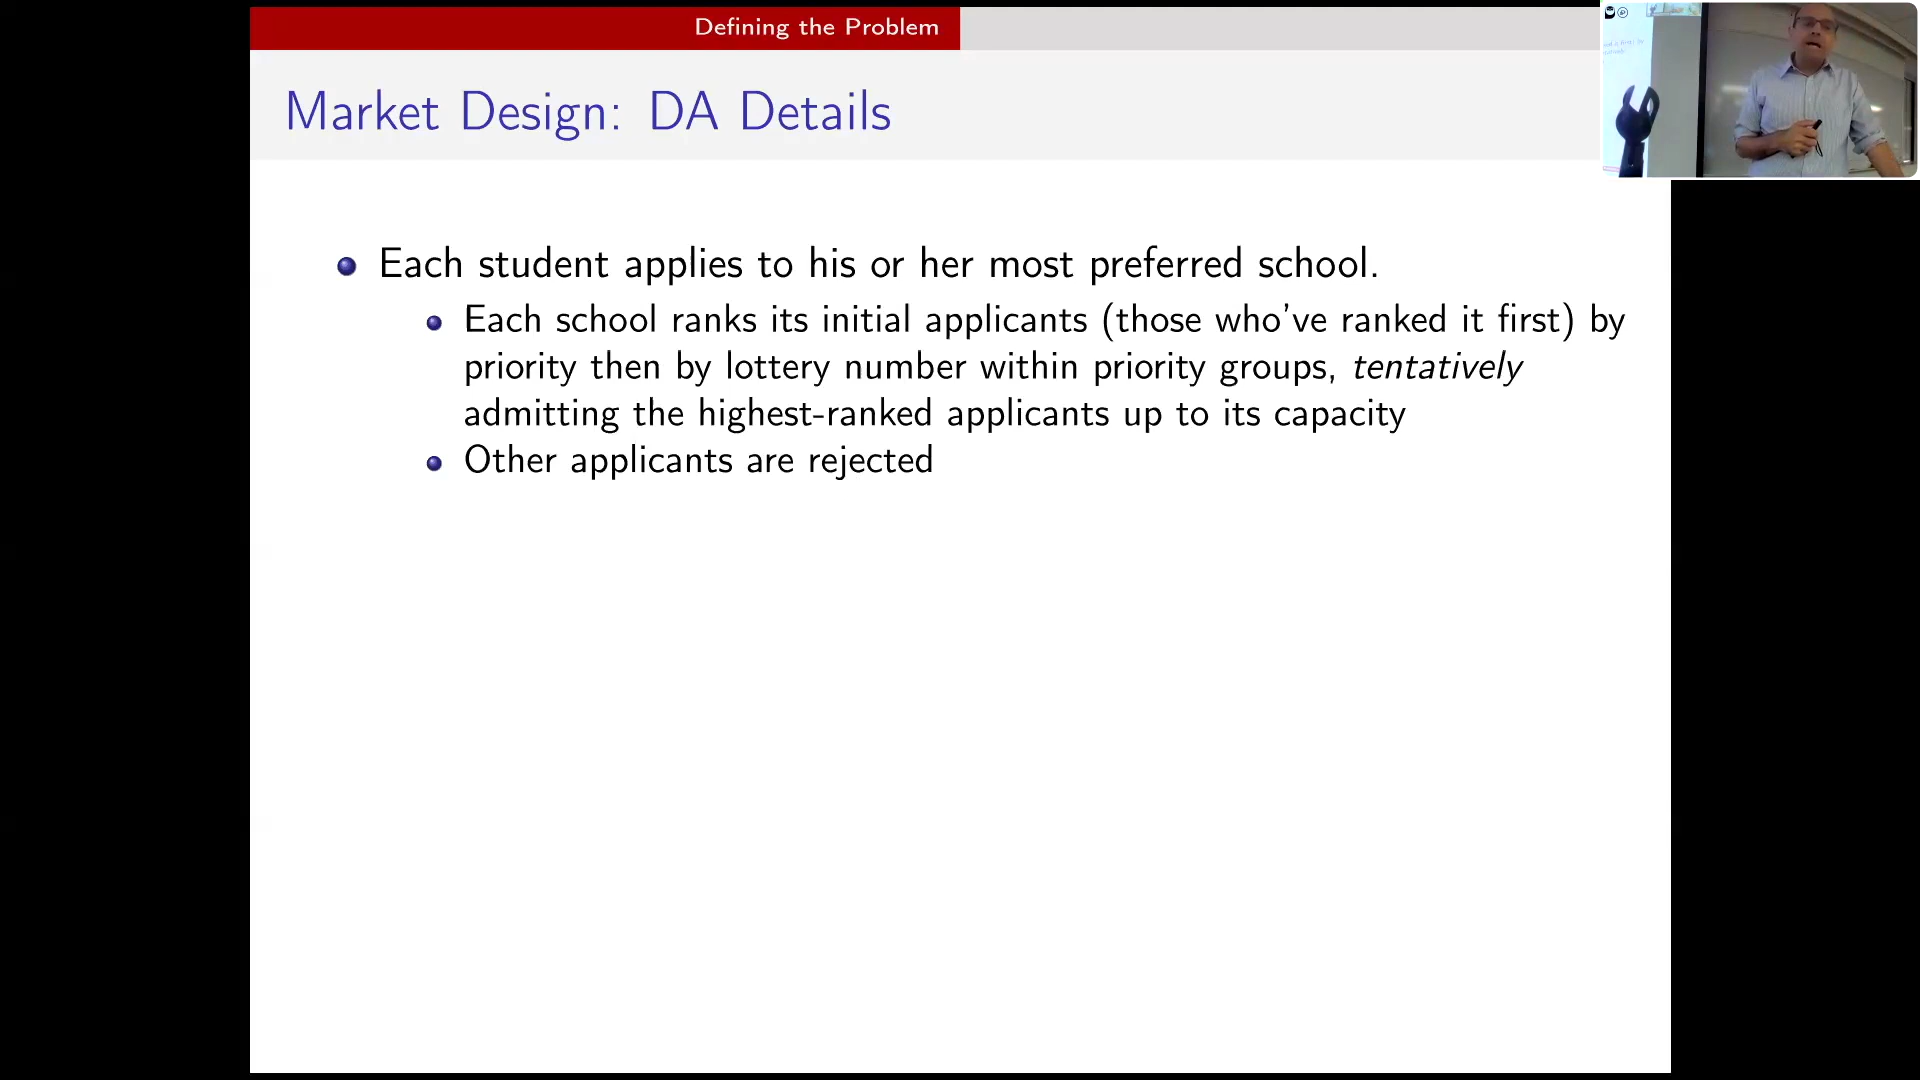 Defining the Problem
Market Design: DA Details
Each student applies to his or her most preferred school.
Each school ranks its initial applicants (those who've ranked it first) by
priority then by lottery number within priority groups, tentatively
admitting the highest-ranked applicants up to its capacity
Other applicants are rejected